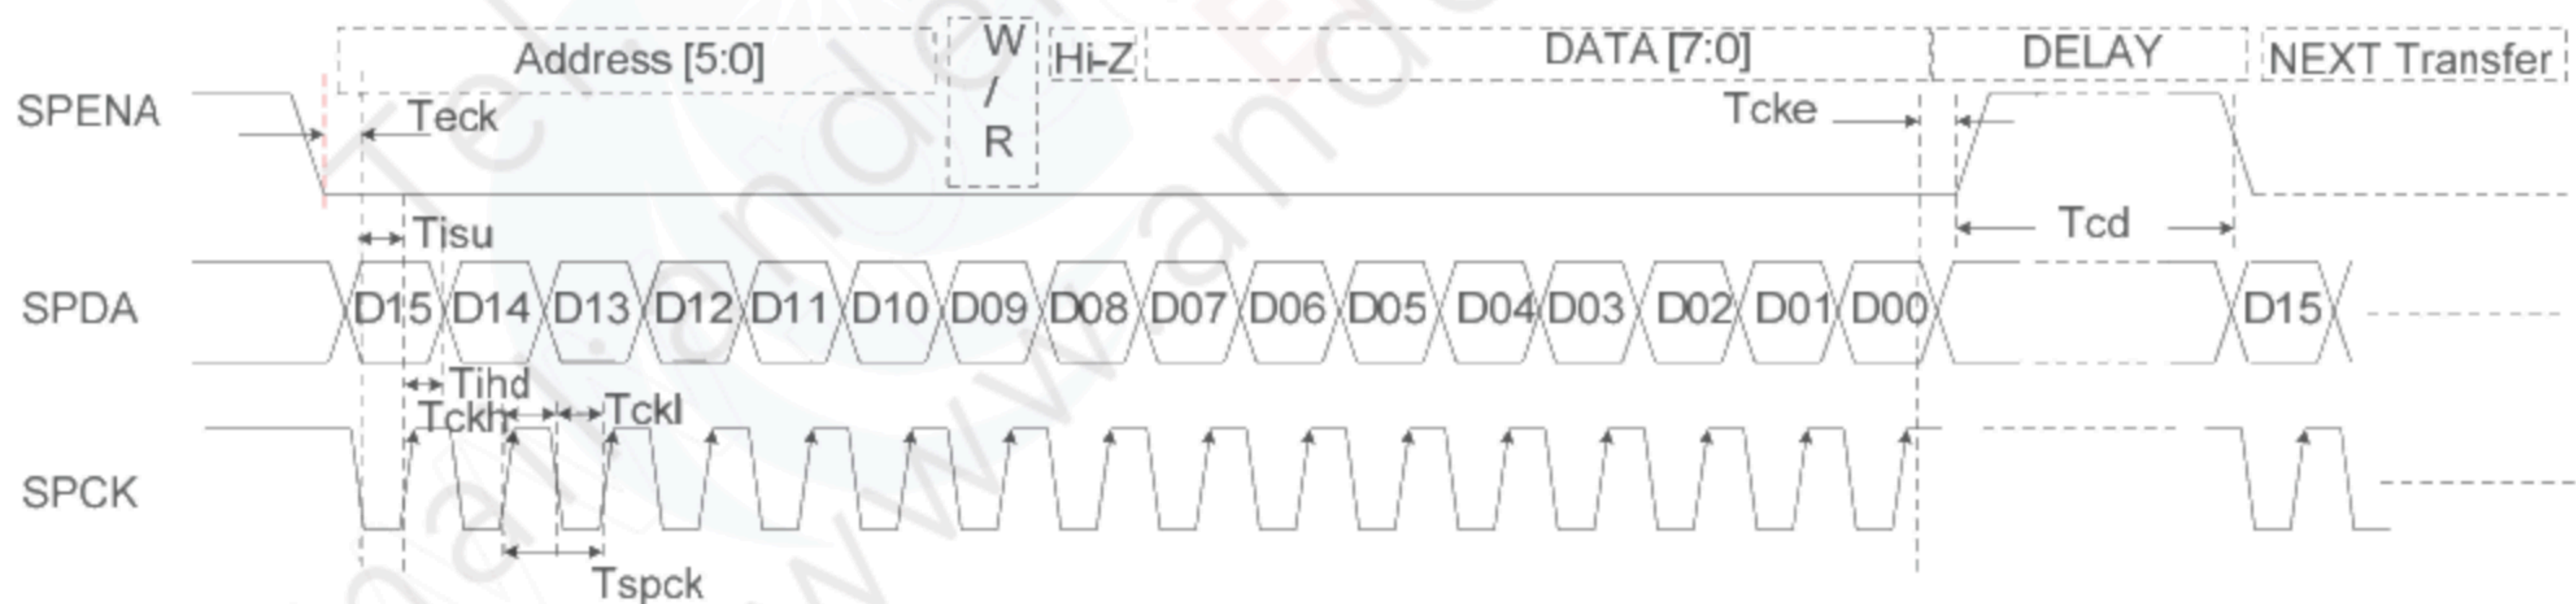 Address [5:0] W / R Hi-Z DATA [7:0] DELAY NEXT Transfer
SPENA Teck Tcke
Tisu Tcd
SPDA D15 D14 D13 D12 D11 D10 D09 D08 D07 D06 D05 D04 D03 D02 D01 D00 D15
Tihd
Tckh Tckl
SPCK
Tspck